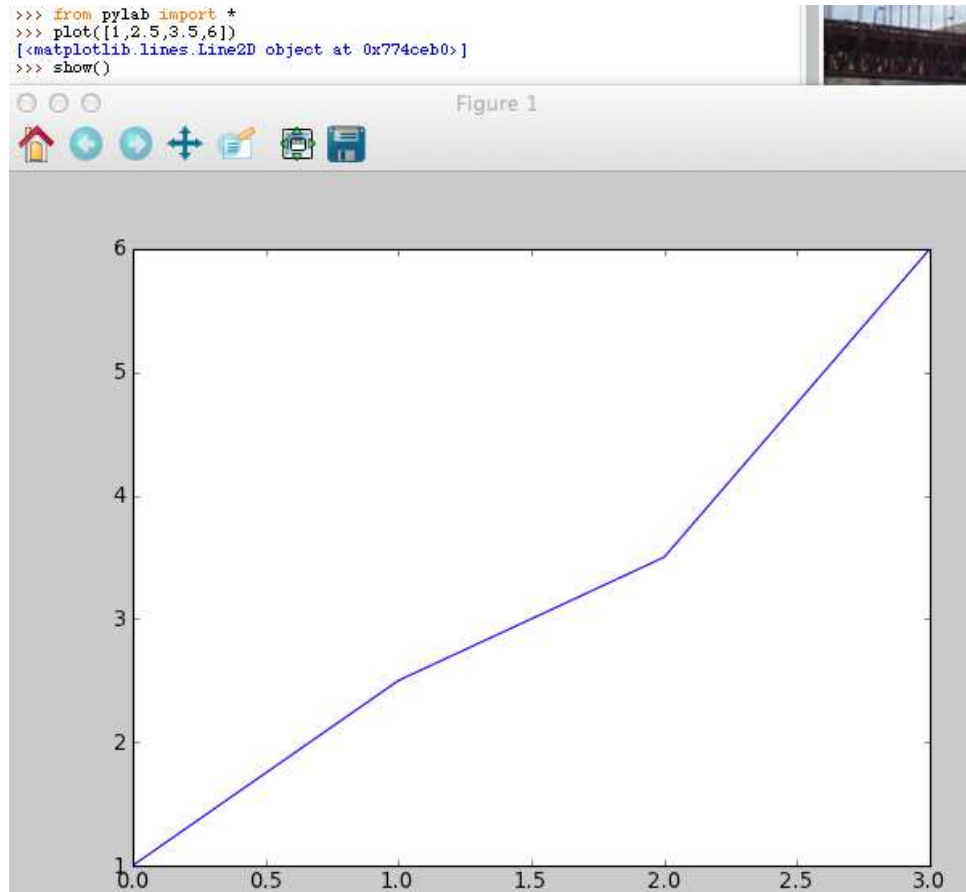 >>> from pylab import *
>>> plot([1,2.5,3.5,6])
[<matplotlib.lines.Line2D object at 0x774ceb0>]
>>> show()
Figure 1
6
5
4
3
2
1
0.0 0.5 1.0 1.5 2.0 2.5 3.0